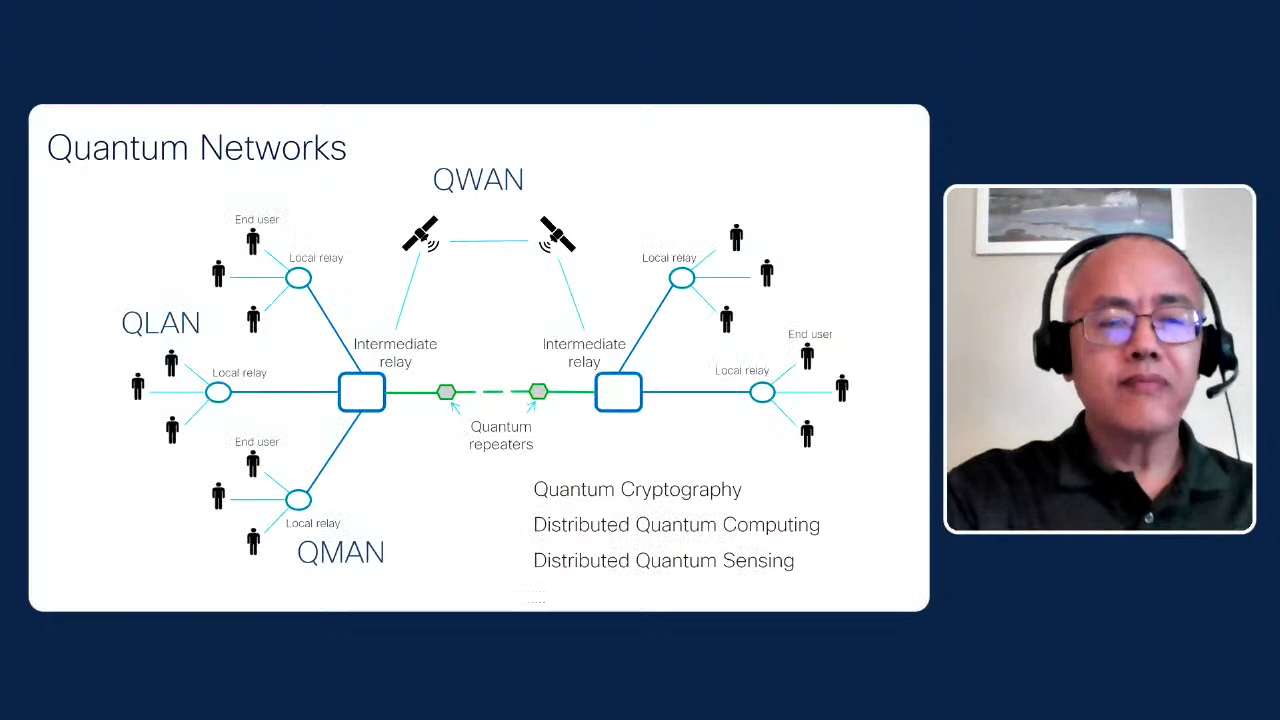 Quantum Networks
QWAN
End user
Local relay
Local relay
QLAN
End user
Intermediate
relay
Intermediate
relay
Local relay
Local relay
Quantum
repeaters
End user
Local relay
QMAN
Quantum Cryptography
Distributed Quantum Computing
Distributed Quantum Sensing
......